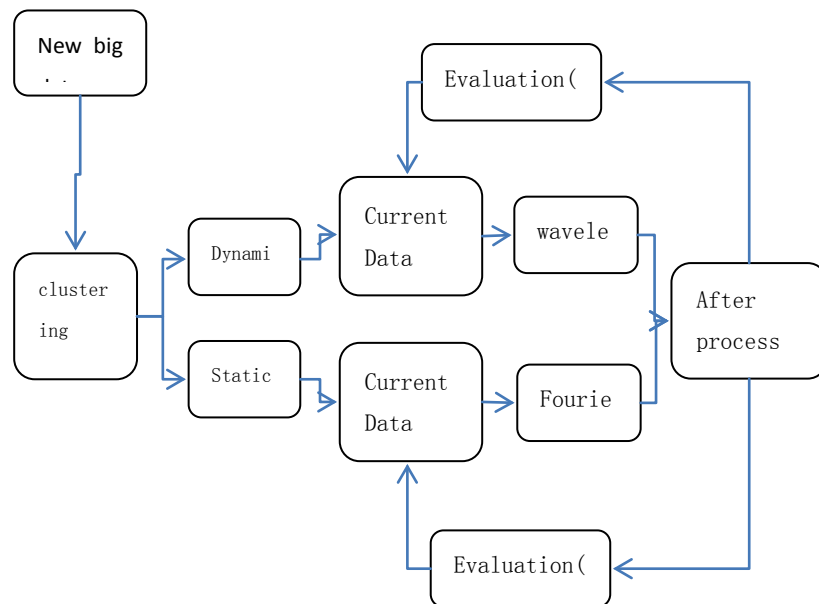 New big
Evaluation(
Current
Data
wavele
Dynami
cluster
ing
After
process
Static
Current
Data
Fourie
Evaluation(